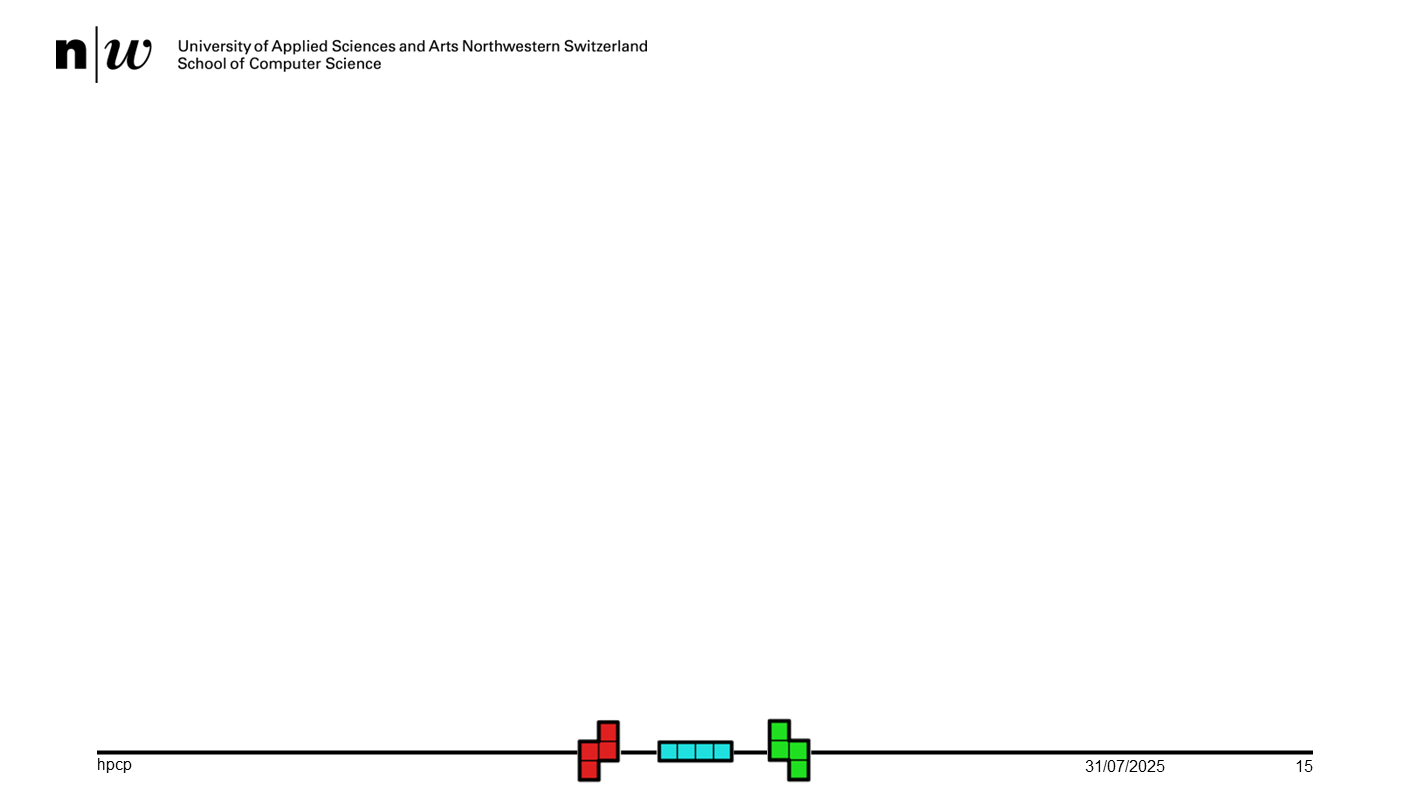 n|w University of Applied Sciences and Arts Northwestern Switzerland
School of Computer Science
hpcp
31/07/2025
15